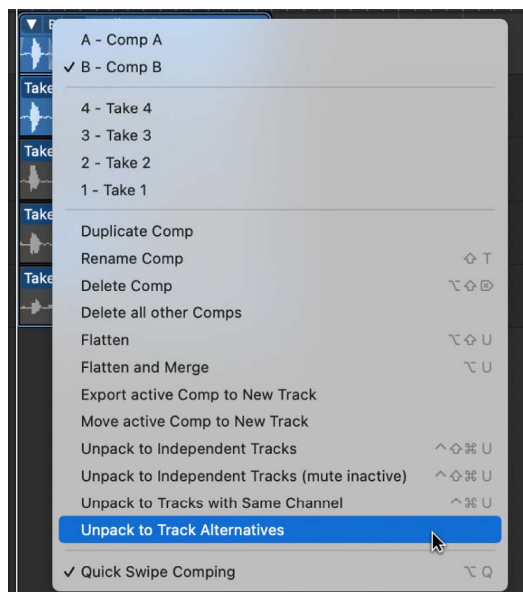 A - Comp A
✓ B - Comp B
Take
4 - Take 4
3 - Take 3
Take
2 - Take 2
1 - Take 1
Take
Duplicate Comp
Rename Comp ⇧ T
Take
Delete Comp ⌥⇧⌦
Delete all other Comps
Flatten ⌥⇧ U
Flatten and Merge ⌥ U
Export active Comp to New Track
Move active Comp to New Track
Unpack to Independent Tracks ^⇧⌘ U
Unpack to Independent Tracks (mute inactive) ^⇧⌘ U
Unpack to Tracks with Same Channel ^⌘ U
Unpack to Track Alternatives
✓ Quick Swipe Comping ⌥ Q